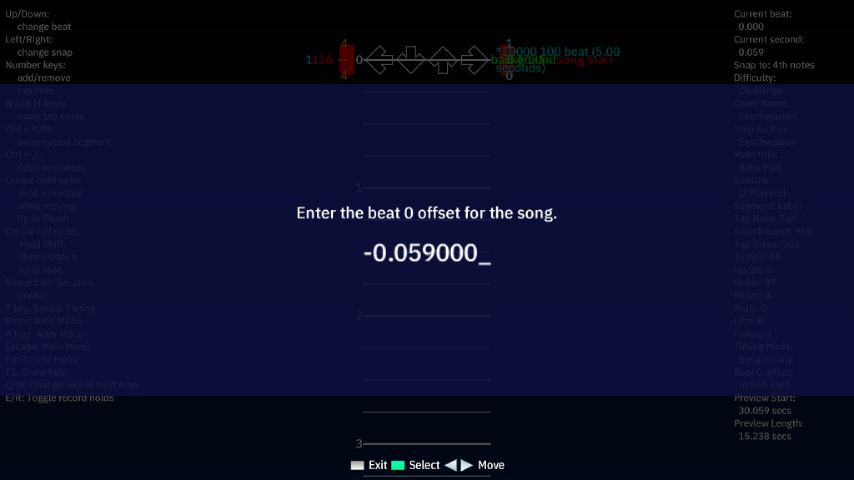 Up/Down:
change beat
Left/Right:
change snap
Number keys:
add/remove
tap note
N and M keys:
swap tap notes
Ctrl + N/M:
swap cycled segment
Ctrl + ,/.:
cycle segments
Create hold note:
Hold a number
while moving
Up or Down
Create roll note:
Hold Shift,
then create a
hold note.
Space bar: Set area
marker
T key: Switch Timing
Enter: Area Menu
A Key: Alter Menu
Escape: Main Menu
F4: Timing Menu
F1: Show help
Q/W: Change record hold time
E/R: Toggle record holds
4
4
1126
0
1
0
10000 100 beat (5.00
seconds)
background
Song Start
1
2
3
Enter the beat 0 offset for the song.
-0.059000_
Exit Select Move
Current beat:
0.000
Current second:
0.059
Snap to: 4th notes
Difficulty:
Challenge
Chart Name:
Exschwasion
Step Author:
Exschwasion
Main title:
Baby Pink
Subtitle:
[2 Players]
Segment: Label
Tap Note: Tap
Attack here?: YES
Tap Steps: 503
Jumps: 44
Hands: 0
Holds: 87
Mines: 9
Rolls: 0
Lifts: 6
Fakes: 0
Timing Mode:
Song Timing
Beat 0 offset:
-0.059 secs
Preview Start:
30.059 secs
Preview Length:
15.238 secs